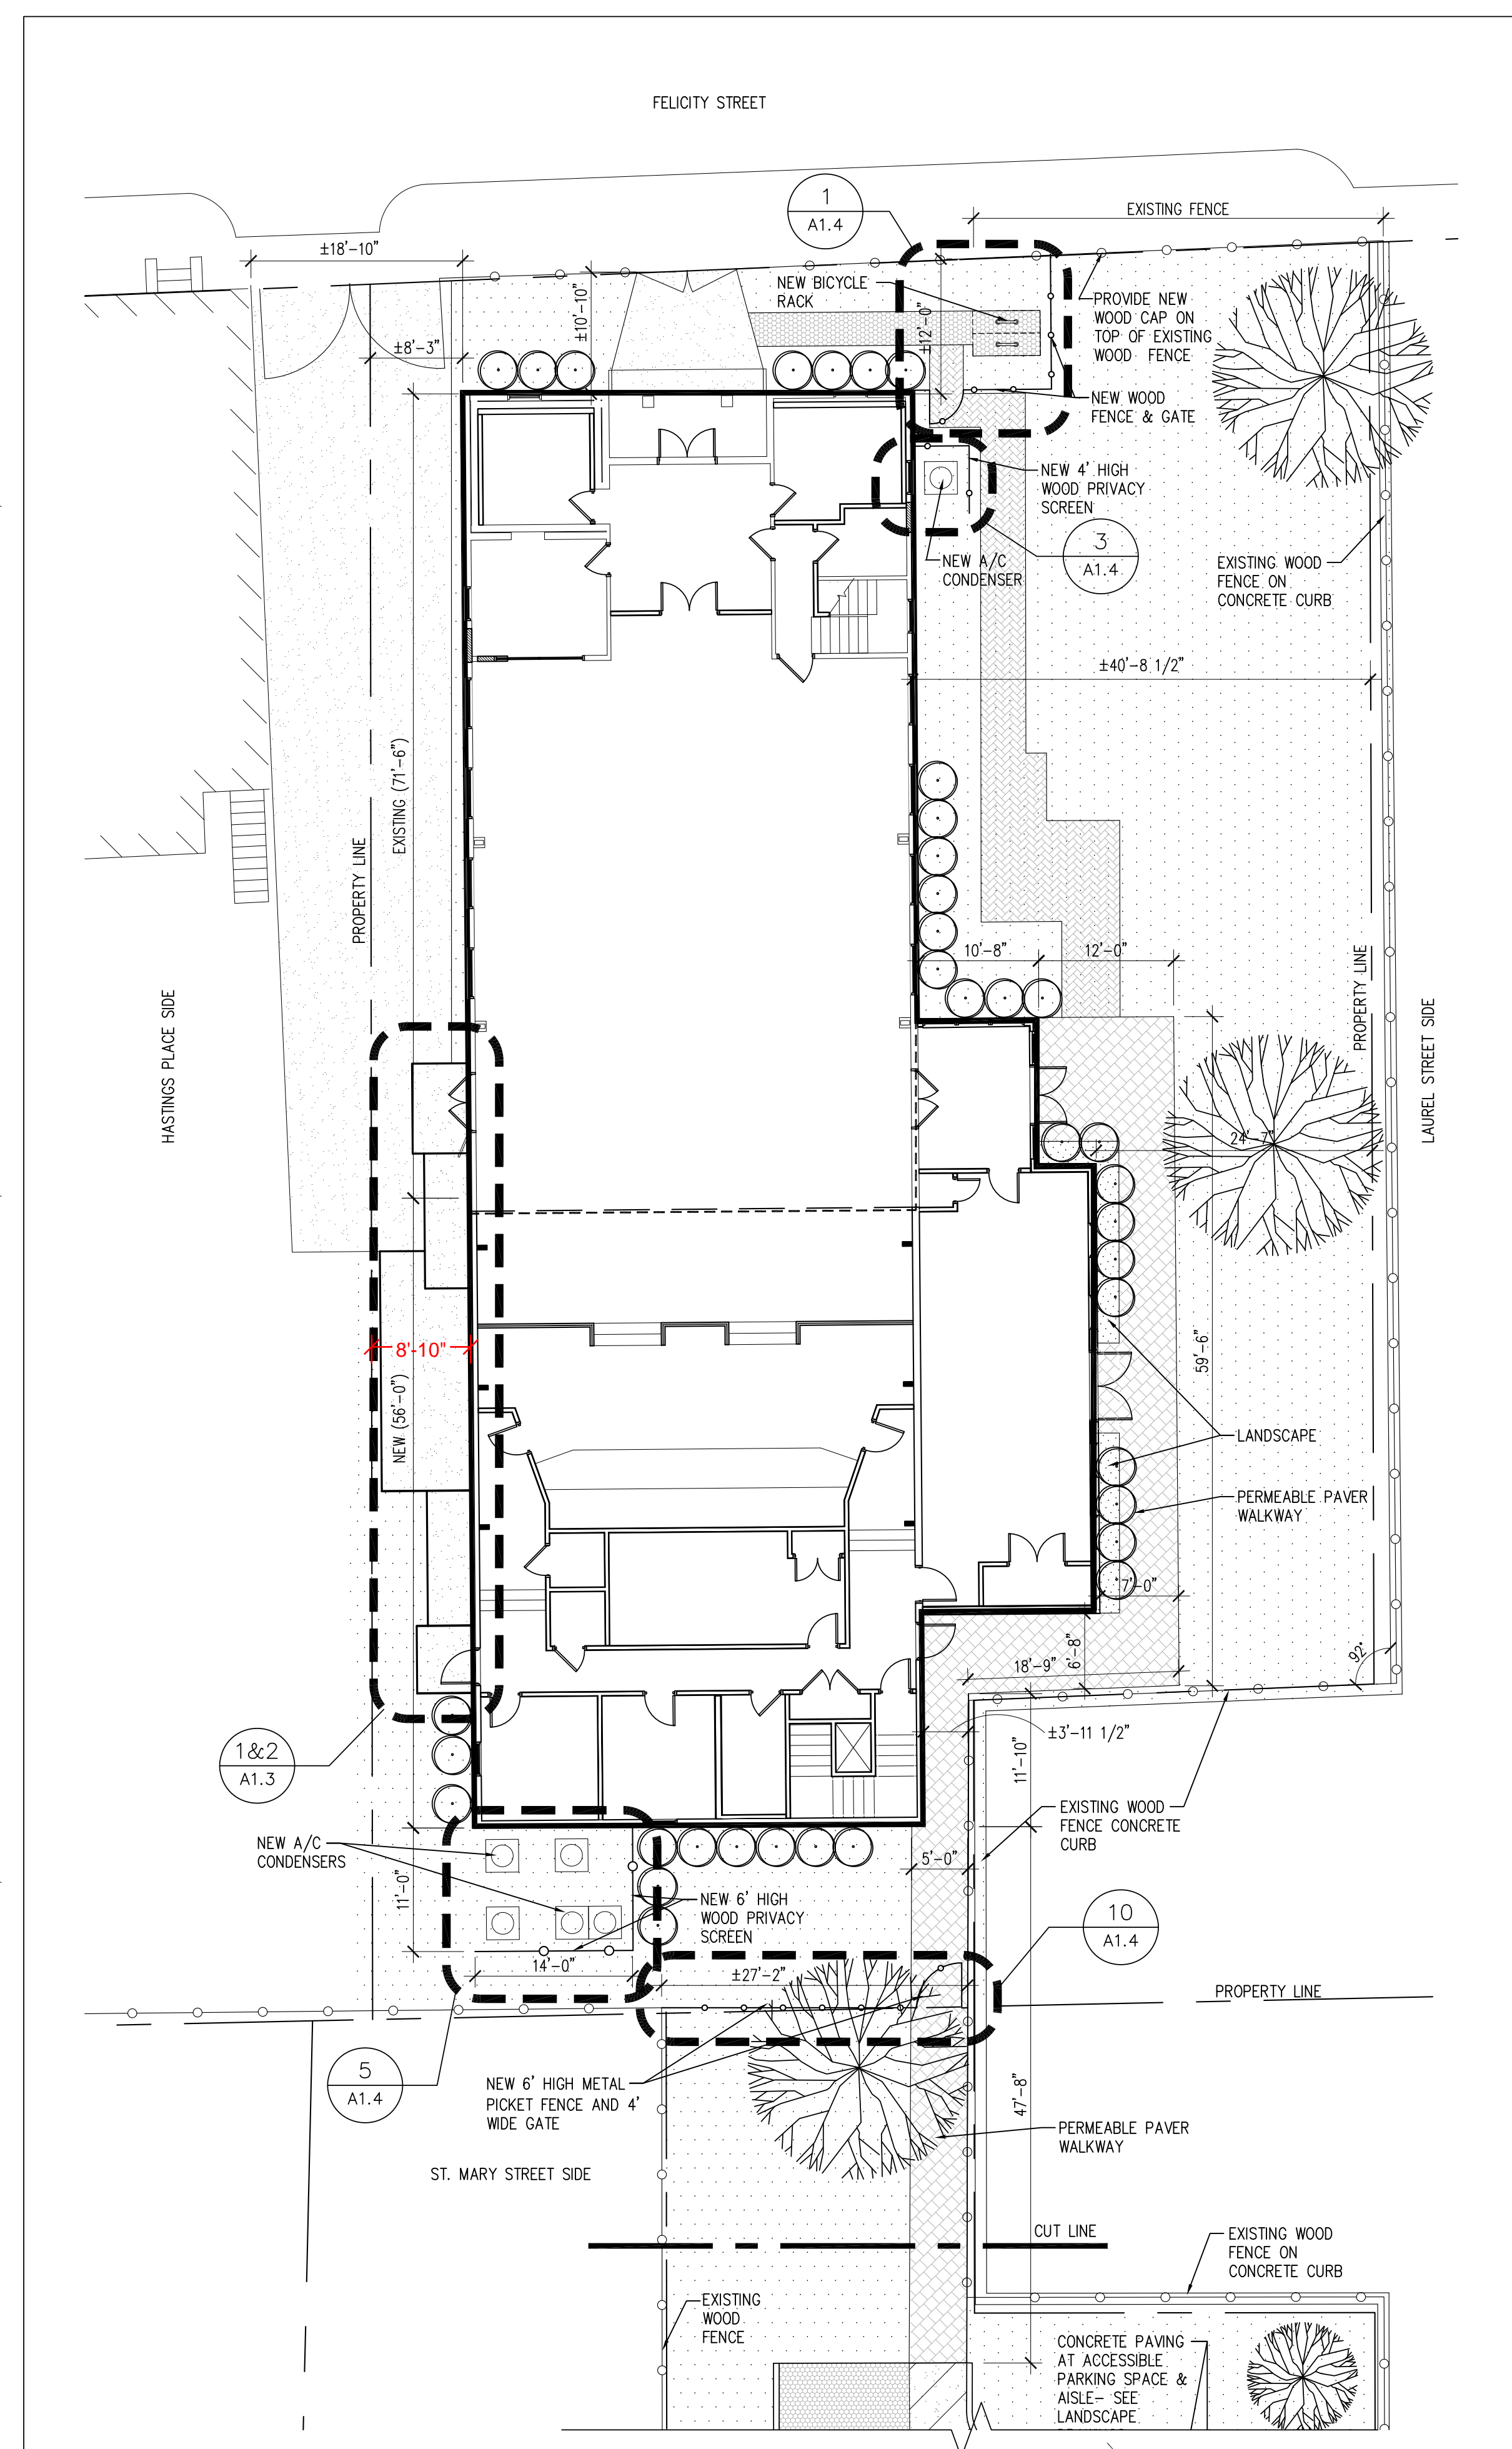 FELICITY STREET
1
A1.4
EXISTING FENCE
±18'-10"
NEW BICYCLE
RACK
±10'-10"
±12'-0"
PROVIDE NEW
WOOD CAP ON
TOP OF EXISTING
WOOD FENCE
±8'-3"
NEW WOOD
FENCE & GATE
NEW 4' HIGH
WOOD PRIVACY
SCREEN
3
A1.4
NEW A/C
CONDENSER
EXISTING WOOD
FENCE ON
CONCRETE CURB
±40'-8 1/2"
EXISTING (71'-6")
PROPERTY LINE
HASTINGS PLACE SIDE
10'-8"
12'-0"
PROPERTY LINE
LAUREL STREET SIDE
24'-7"
8'-10"
NEW (56'-0")
59'-6"
LANDSCAPE
PERMEABLE PAVER
WALKWAY
7'-0"
6'-8"
18'-9"
92°
±3'-11 1/2"
11'-10"
1&2
A1.3
EXISTING WOOD
FENCE CONCRETE
CURB
NEW A/C
CONDENSERS
5'-0"
11'-0"
NEW 6' HIGH
WOOD PRIVACY
SCREEN
10
A1.4
14'-0"
±27'-2"
PROPERTY LINE
5
A1.4
NEW 6' HIGH METAL
PICKET FENCE AND 4'
WIDE GATE
47'-8"
PERMEABLE PAVER
WALKWAY
ST. MARY STREET SIDE
CUT LINE
EXISTING WOOD
FENCE ON
CONCRETE CURB
EXISTING
WOOD
FENCE
CONCRETE PAVING
AT ACCESSIBLE
PARKING SPACE &
AISLE- SEE
LANDSCAPE